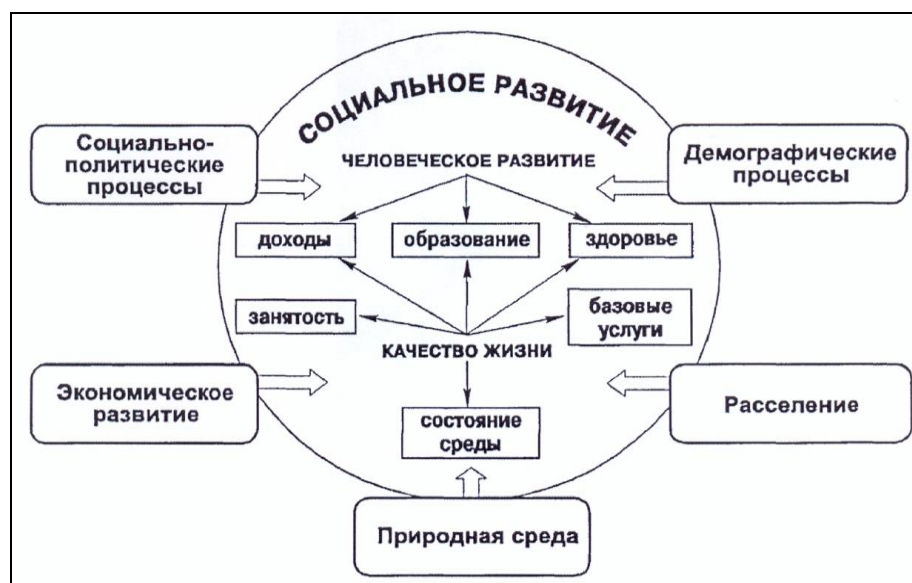 СОЦИАЛЬНОЕ РАЗВИТИЕ
Социально-
политические
процессы
Демографические
процессы
ЧЕЛОВЕЧЕСКОЕ РАЗВИТИЕ
доходы
образование
здоровье
занятость
базовые
услуги
КАЧЕСТВО ЖИЗНИ
Экономическое
развитие
Расселение
состояние
среды
Природная среда